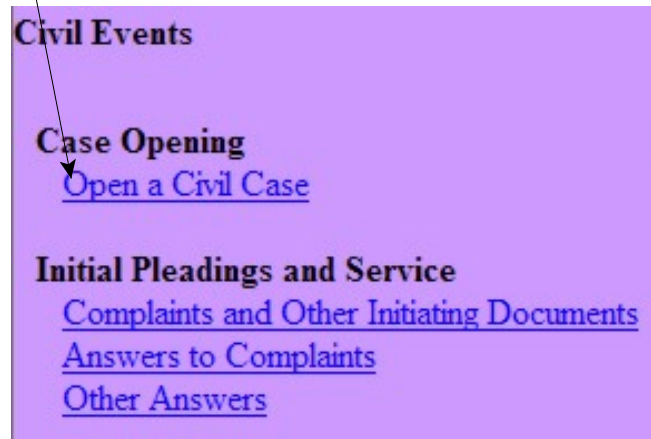 Civil Events
Case Opening
Open a Civil Case
Initial Pleadings and Service
Complaints and Other Initiating Documents
Answers to Complaints
Other Answers